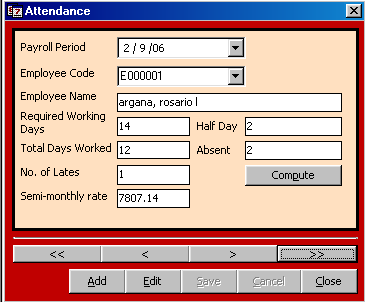 Attendance
Payroll Period 2 / 9 /06
Employee Code E000001
Employee Name argana, rosario l
Required Working Days 14 Half Day 2
Total Days Worked 12 Absent 2
No. of Lates 1 Compute
Semi-monthly rate 7807.14
<< < > >>
Add Edit Save Cancel Close